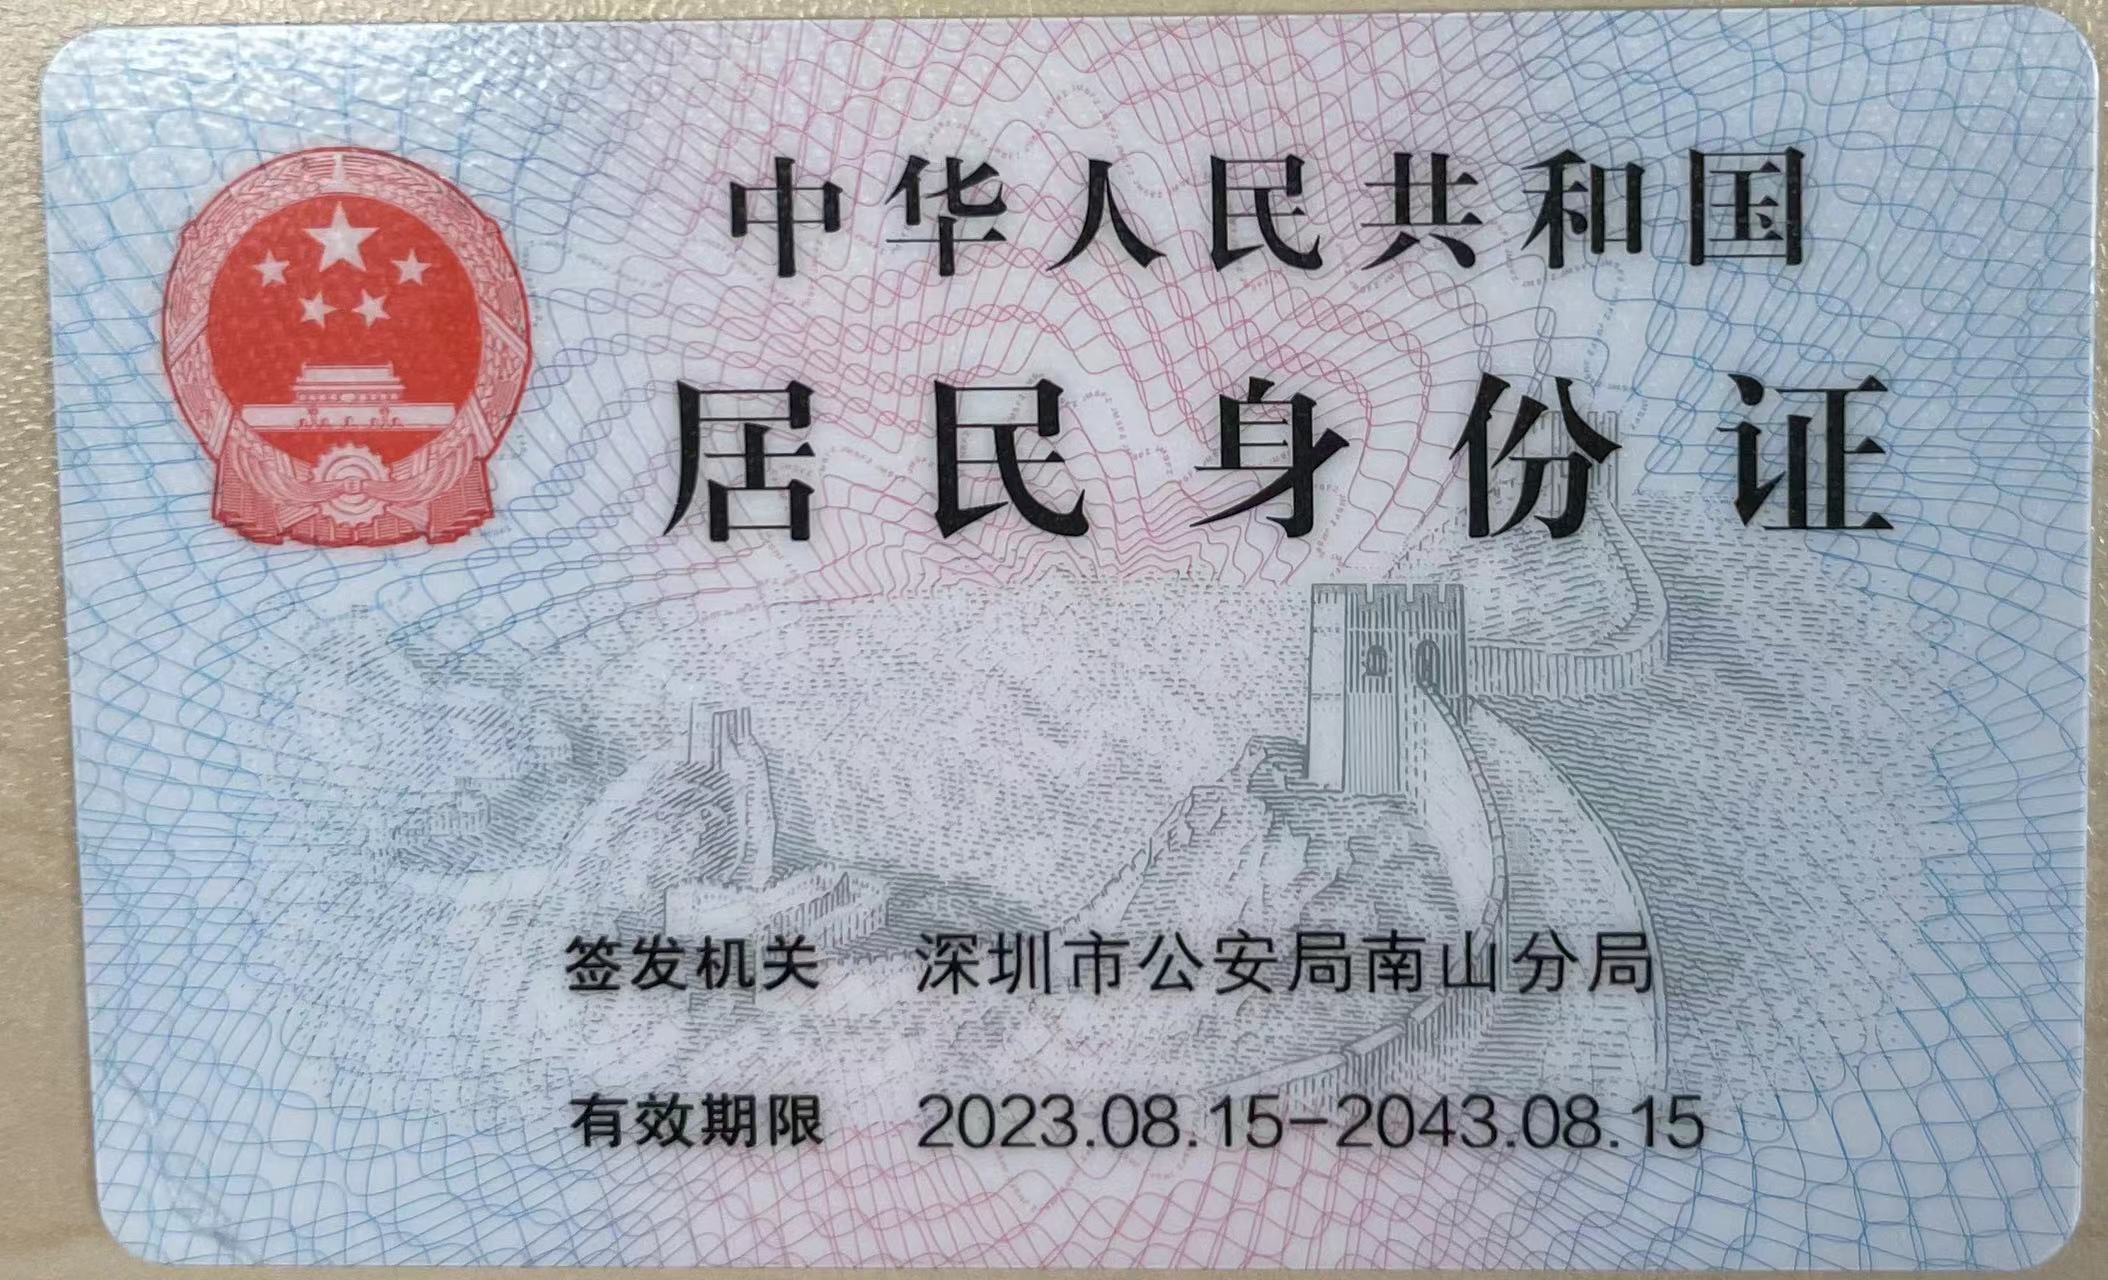 中华人民共和国
居民身份证
签发机关 深圳市公安局南山分局
有效期限 2023.08.15-2043.08.15